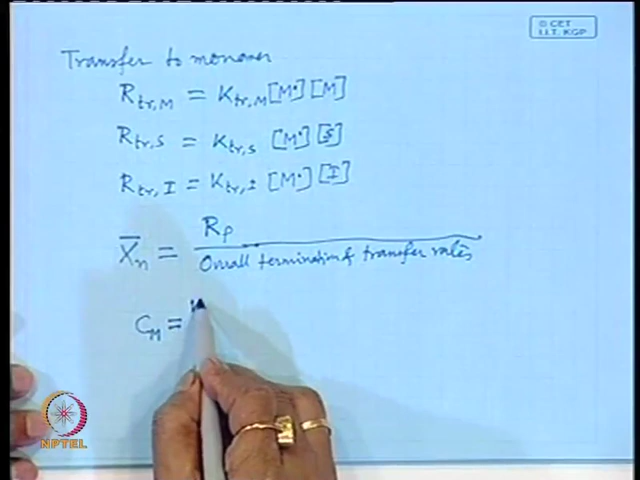 © CET
I.I.T. KGP
Transfer to monomer
R_tr,M = K_tr,M [M•] [M]
R_tr,S = K_tr,S [M•] [S]
R_tr,I = K_tr,I [M•] [I]
X̄_n = R_p / Overall termination & transfer rates
C_M =
NPTEL